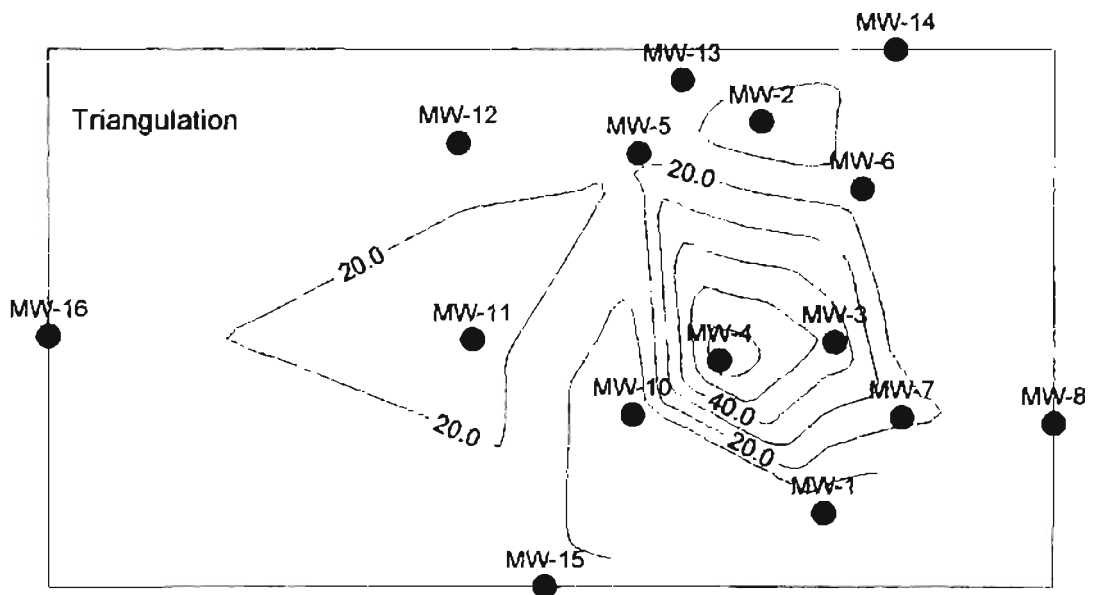 MW-14
MW-13
Triangulation
MW-12
MW-2
MW-5
MW-6
20.0
20.0
MW-16
MW-11
MW-3
MW-4
MW-10
40.0
MW-7
MW-8
20.0
20.0
MW-1
MW-15